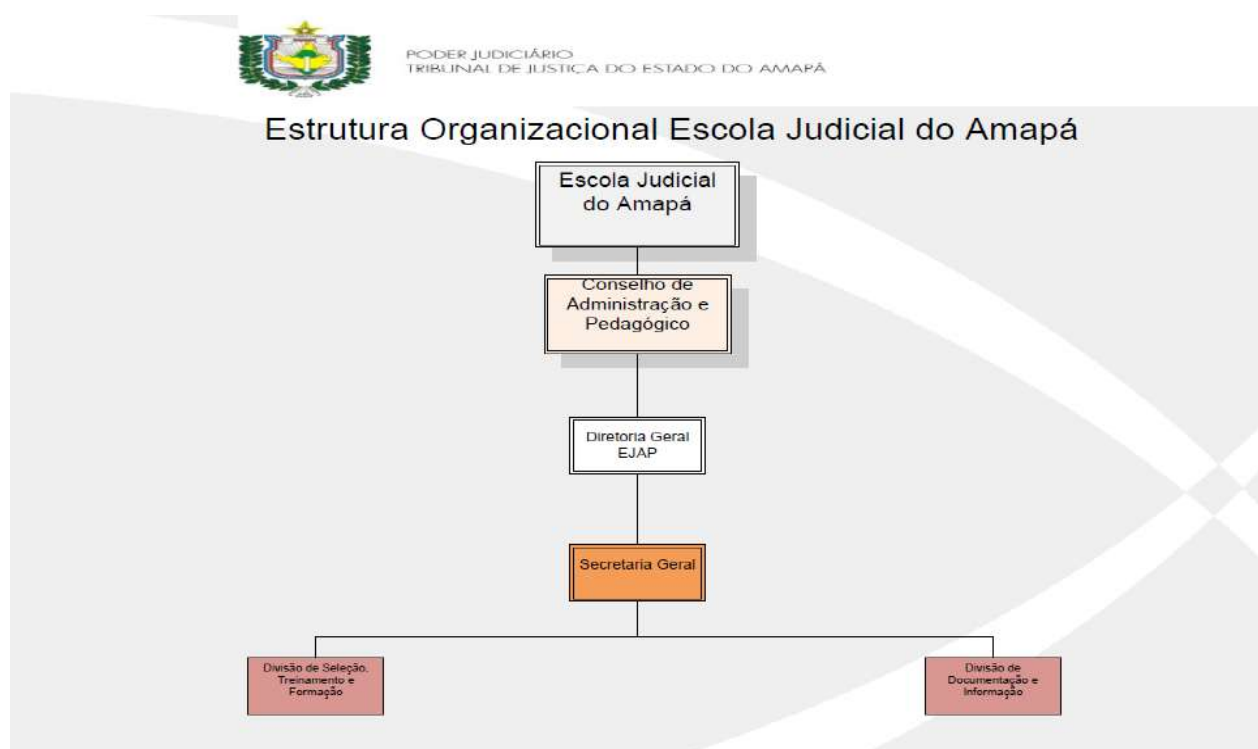 PODER JUDICIÁRIO
TRIBUNAL DE JUSTIÇA DO ESTADO DO AMAPÁ
Estrutura Organizacional Escola Judicial do Amapá
Escola Judicial
do Amapá
Conselho de
Administração e
Pedagógico
Diretoria Geral
EJAP
Secretaria Geral
Divisão de Seleção,
Treinamento e
Formação
Divisão de
Documentação e
Informação